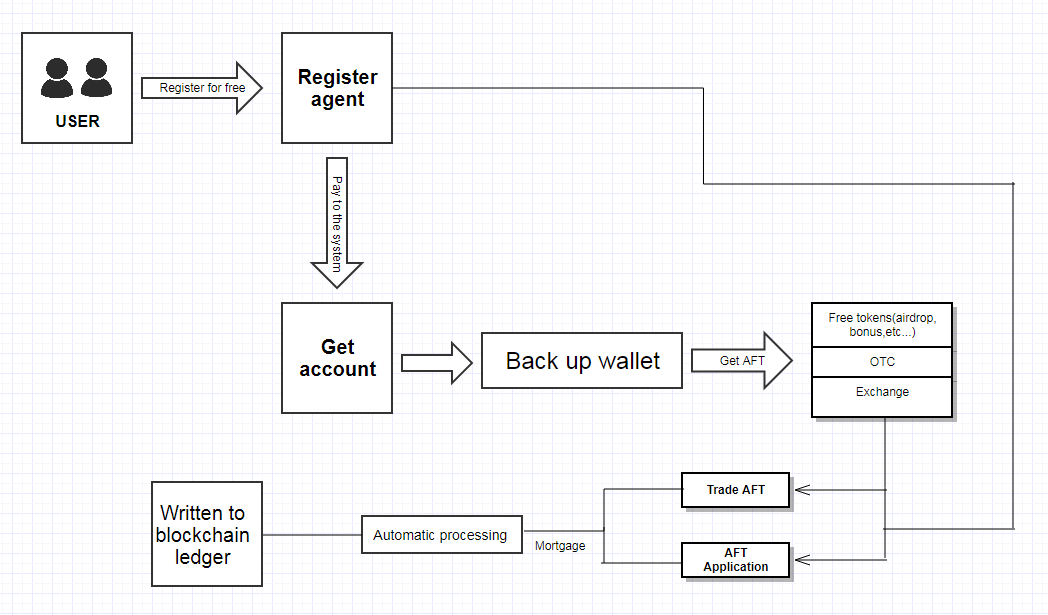 USER
Register for free
Register
agent
Pay to the system
Get
account
Back up wallet
Get AFT
Free tokens(airdrop,
bonus,etc...)
OTC
Exchange
Trade AFT
AFT
Application
Mortgage
Automatic processing
Written to
blockchain
ledger